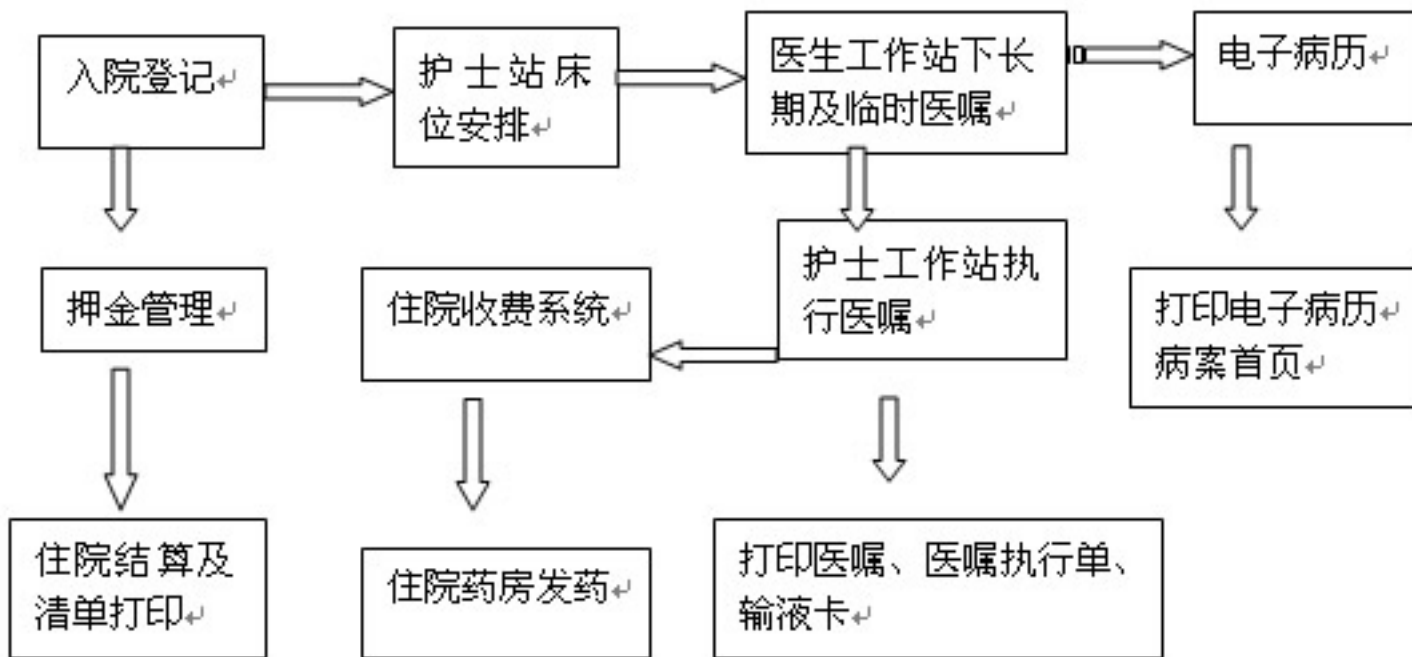 入院登记
护士站床
位安排
医生工作站下长
期及临时医嘱
电子病历
押金管理
住院收费系统
护士工作站执
行医嘱
打印电子病历
病案首页
住院结算及
清单打印
住院药房发药
打印医嘱、医嘱执行单、
输液卡